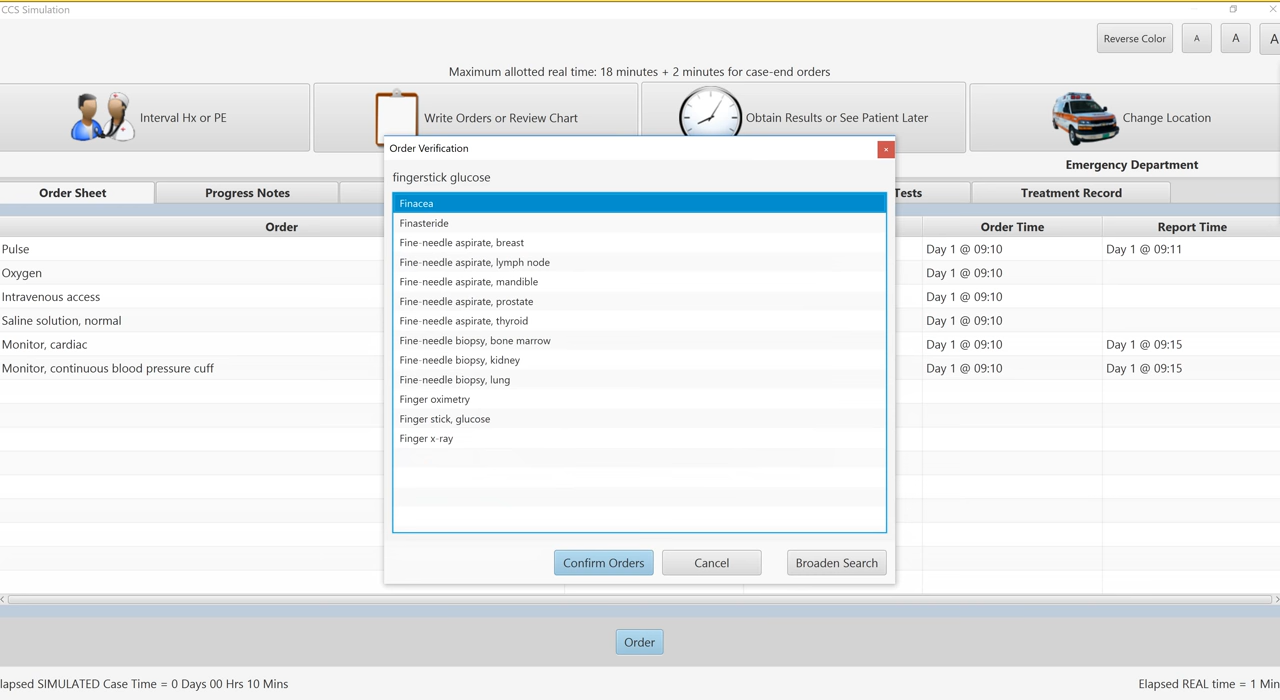 CCS Simulation
Reverse Color
A
A
A
Maximum allotted real time: 18 minutes + 2 minutes for case-end orders
Interval Hx or PE
Write Orders or Review Chart
Obtain Results or See Patient Later
Change Location
Order Verification
Emergency Department
fingerstick glucose
Order Sheet
Progress Notes
Tests
Treatment Record
Order
Order Time
Report Time
Pulse
Day 1 @ 09:10
Day 1 @ 09:11
Oxygen
Day 1 @ 09:10
Intravenous access
Day 1 @ 09:10
Saline solution, normal
Day 1 @ 09:10
Monitor, cardiac
Day 1 @ 09:10
Day 1 @ 09:15
Monitor, continuous blood pressure cuff
Day 1 @ 09:10
Day 1 @ 09:15
Finacea
Finasteride
Fine-needle aspirate, breast
Fine-needle aspirate, lymph node
Fine-needle aspirate, mandible
Fine-needle aspirate, prostate
Fine-needle aspirate, thyroid
Fine-needle biopsy, bone marrow
Fine-needle biopsy, kidney
Fine-needle biopsy, lung
Finger oximetry
Finger stick, glucose
Finger x-ray
Confirm Orders
Cancel
Broaden Search
Order
lapsed SIMULATED Case Time = 0 Days 00 Hrs 10 Mins
Elapsed REAL time = 1 Min